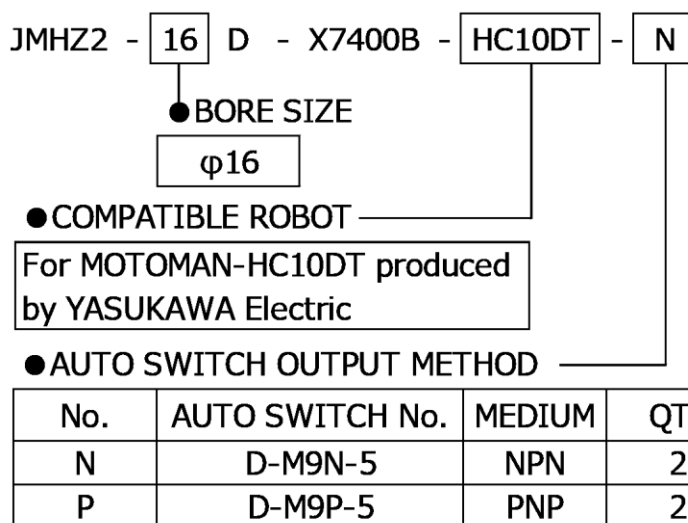 JMHZ2 - 16 D - X7400B - HC10DT - N
●BORE SIZE
φ16
●COMPATIBLE ROBOT
For MOTOMAN-HC10DT produced
by YASUKAWA Electric
●AUTO SWITCH OUTPUT METHOD
No. AUTO SWITCH No. MEDIUM QT
N D-M9N-5 NPN 2
P D-M9P-5 PNP 2